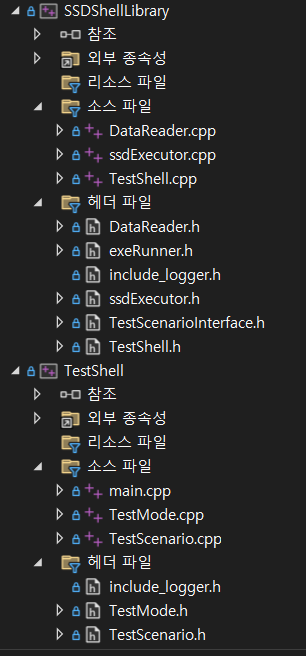 SSDShellLibrary
참조
외부 종속성
리소스 파일
소스 파일
DataReader.cpp
ssdExecutor.cpp
TestShell.cpp
헤더 파일
DataReader.h
exeRunner.h
include_logger.h
ssdExecutor.h
TestScenarioInterface.h
TestShell.h
TestShell
참조
외부 종속성
리소스 파일
소스 파일
main.cpp
TestMode.cpp
TestScenario.cpp
헤더 파일
include_logger.h
TestMode.h
TestScenario.h